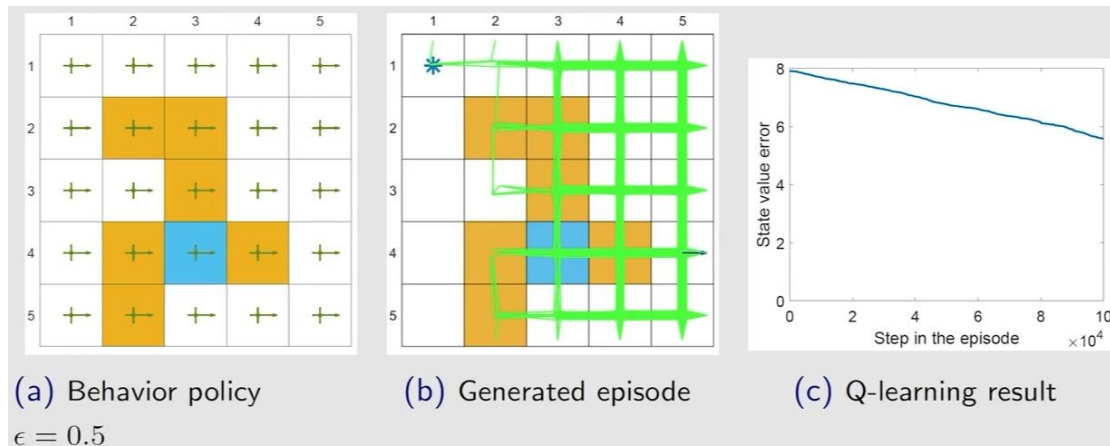 1 2 3 4 5
1
2
3
4
5
1 2 3 4 5
1
2
3
4
5
8
6
4
2
0
0 2 4 6 8 10
×10⁴
State value error
Step in the episode
(a) Behavior policy
(b) Generated episode
(c) Q-learning result
ϵ = 0.5